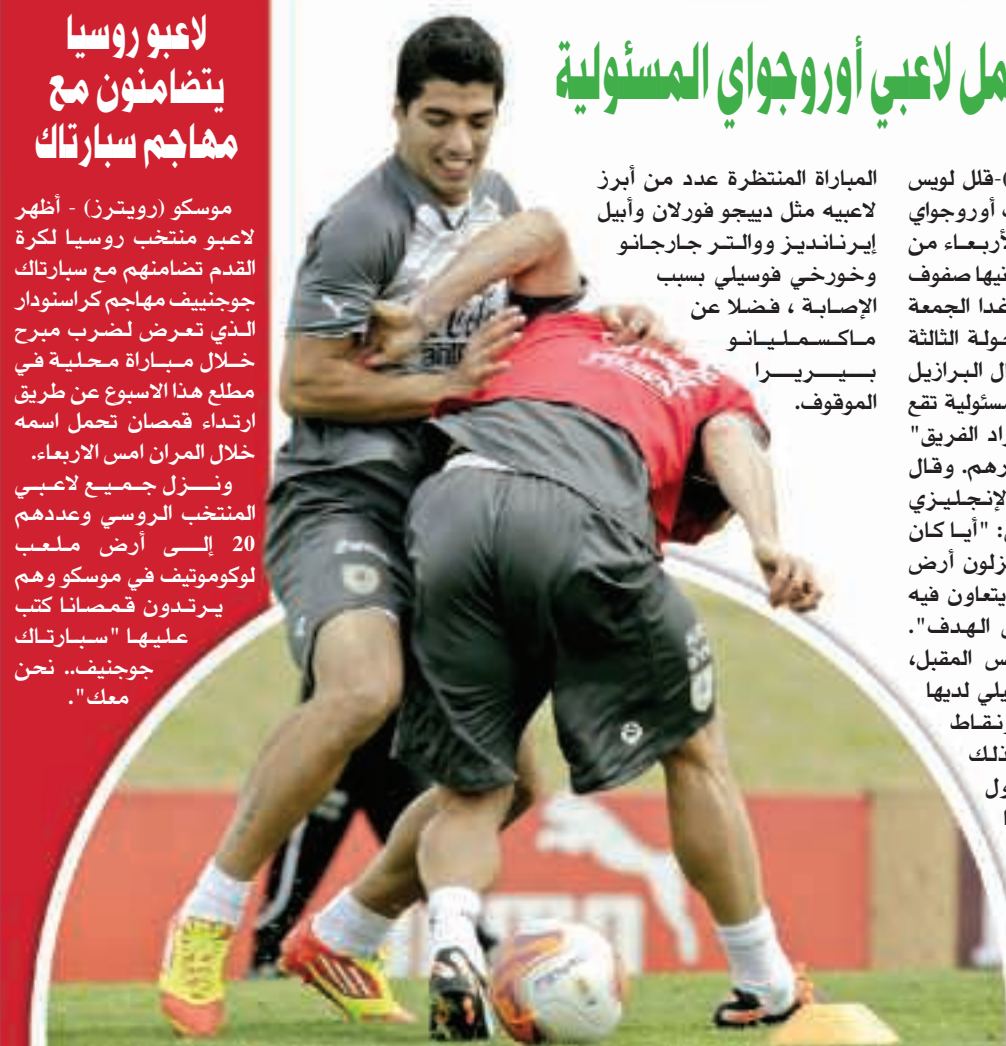 مل لاعبي أوروجواي المسئولية
)-قلل لويس
أوروجواي
لأربعاء من
نيها صفوف
غدا الجمعة
جولة الثالثة
ال البرازيل
مسئولية تقع
راد الفريق"
رهم. وقال
لإنجليزي
: "أيا كان
زلون أرض
يتعاون فيه
الهدف".
س المقبل،
يلي لديها
نقاط
ذلك
ول
ا
المباراة المنتظرة عدد من أبرز
لاعبيه مثل دييجو فورلان وأبيل
إيرنانديز ووالتر جارجانو
وخورخي فوسيلي بسبب
الإصابة ، فضلا عن
ماكسمليانو
بيريرا
الموقوف.
لاعبو روسيا
يتضامنون مع
مهاجم سبارتاك
موسكو (رويترز) - أظهر
لاعبو منتخب روسيا لكرة
القدم تضامنهم مع سبارتاك
جوجنييف مهاجم كراسنودار
الذي تعرض لضرب مبرح
خلال مباراة محلية في
مطلع هذا الاسبوع عن طريق
ارتداء قمصان تحمل اسمه
خلال المران امس الاربعاء.
ونزل جميع لاعبي
المنتخب الروسي وعددهم
20 إلى أرض ملعب
لوكوموتيف في موسكو وهم
يرتدون قمصانا كتب
عليها "سبارتاك
جوجنيف.. نحن
معك".